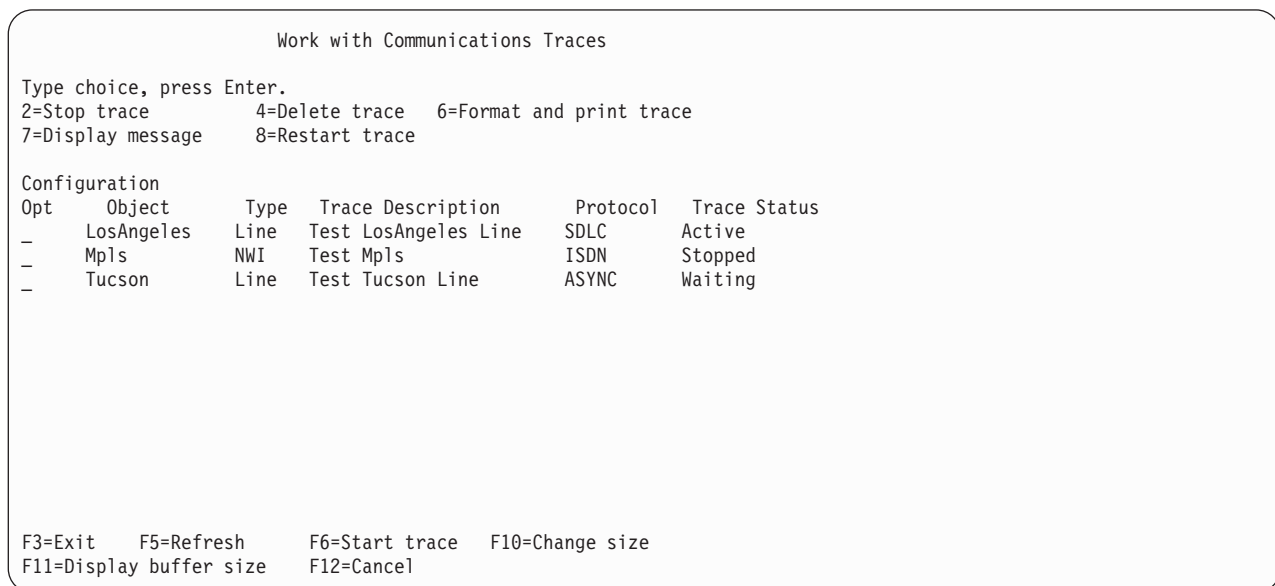 Work with Communications Traces
Type choice, press Enter.
2=Stop trace 4=Delete trace 6=Format and print trace
7=Display message 8=Restart trace
Configuration
Opt Object Type Trace Description Protocol Trace Status
_ LosAngeles Line Test LosAngeles Line SDLC Active
_ Mpls NWI Test Mpls ISDN Stopped
_ Tucson Line Test Tucson Line ASYNC Waiting
F3=Exit F5=Refresh F6=Start trace F10=Change size
F11=Display buffer size F12=Cancel